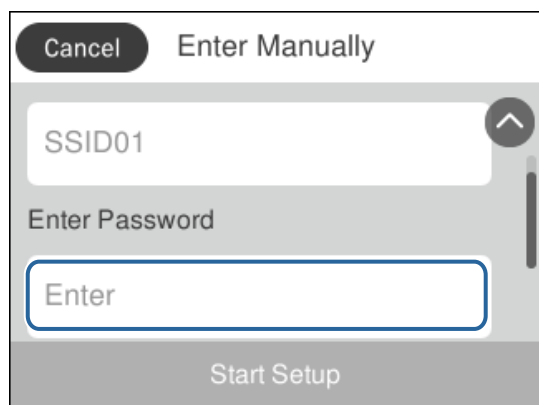 Cancel Enter Manually
SSID01
Enter Password
Enter
Start Setup